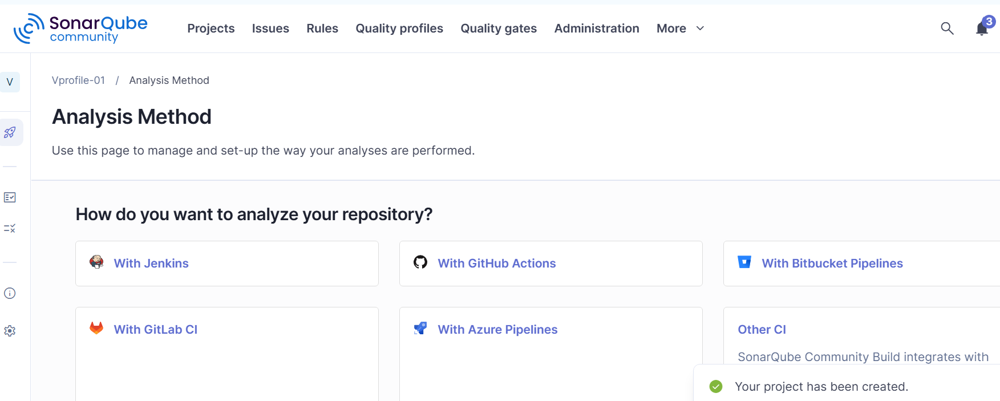 SonarQube
community
Projects Issues Rules Quality profiles Quality gates Administration More
3
V
Vprofile-01 / Analysis Method
Analysis Method
Use this page to manage and set-up the way your analyses are performed.
How do you want to analyze your repository?
With Jenkins
With GitHub Actions
With Bitbucket Pipelines
With GitLab CI
With Azure Pipelines
Other CI
SonarQube Community Build integrates with
Your project has been created.